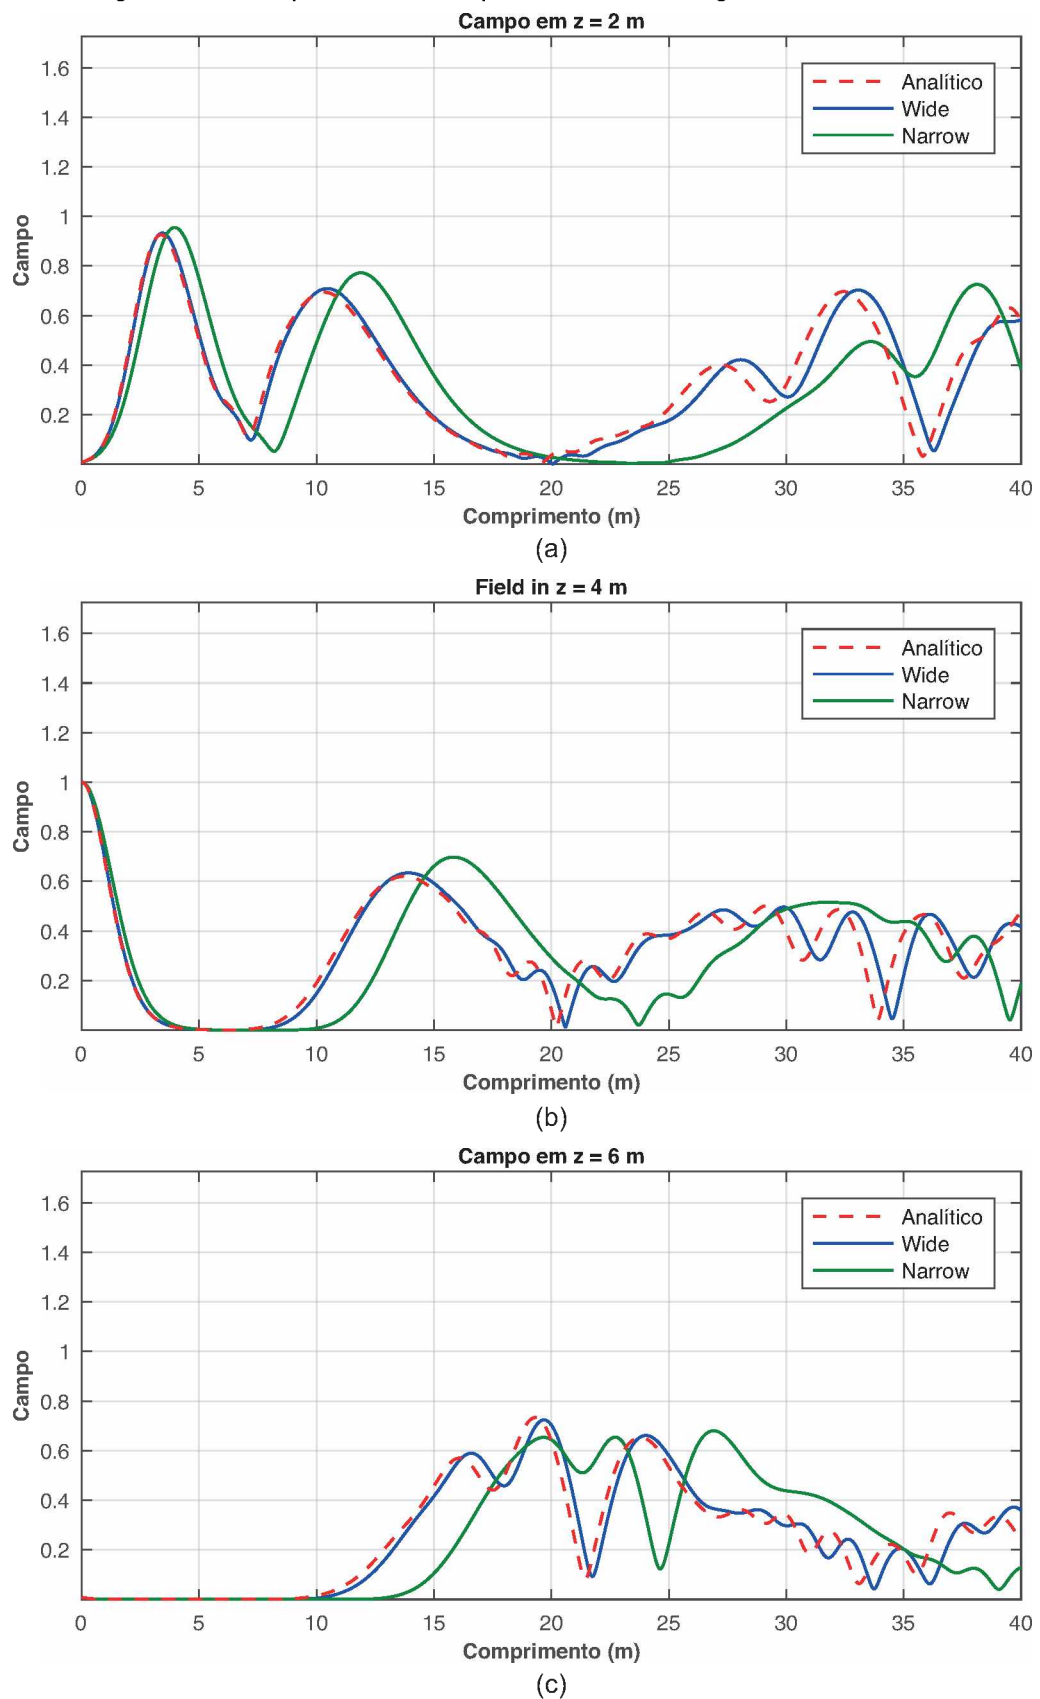 Campo em z = 2 m
1.6
1.4
1.2
1
0.8
0.6
0.4
0.2
Campo
Analítico
Wide
Narrow
0 5 10 15 20 25 30 35 40
Comprimento (m)
(a)
Field in z = 4 m
1.6
1.4
1.2
1
0.8
0.6
0.4
0.2
Campo
Analítico
Wide
Narrow
0 5 10 15 20 25 30 35 40
Comprimento (m)
(b)
Campo em z = 6 m
1.6
1.4
1.2
1
0.8
0.6
0.4
0.2
Campo
Analítico
Wide
Narrow
0 5 10 15 20 25 30 35 40
Comprimento (m)
(c)